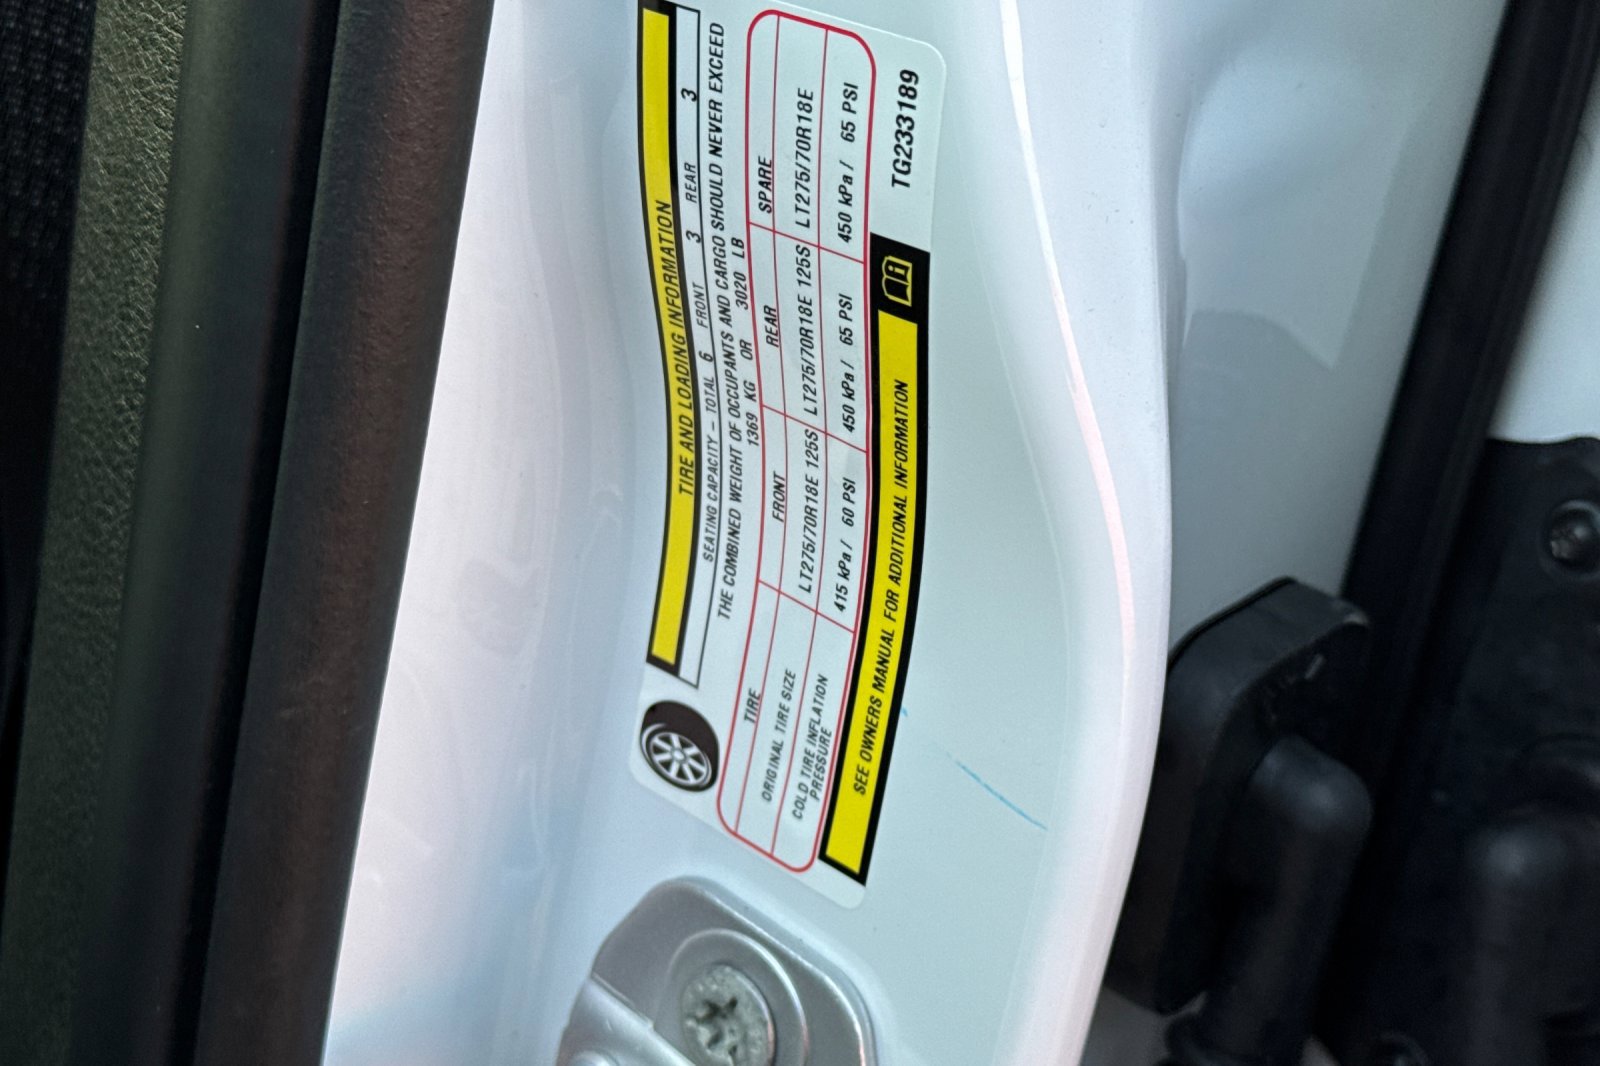 TIRE AND LOADING INFORMATION
SEATING CAPACITY – TOTAL 6 FRONT 3 REAR 3
THE COMBINED WEIGHT OF OCCUPANTS AND CARGO SHOULD NEVER EXCEED
1369 KG OR 3020 LB
TIRE FRONT REAR SPARE
ORIGINAL TIRE SIZE LT275/70R18E 125S LT275/70R18E 125S LT275/70R18E
COLD TIRE INFLATION
PRESSURE 415 kPa / 60 PSI 450 kPa / 65 PSI 450 kPa / 65 PSI
SEE OWNERS MANUAL FOR ADDITIONAL INFORMATION
TG233189